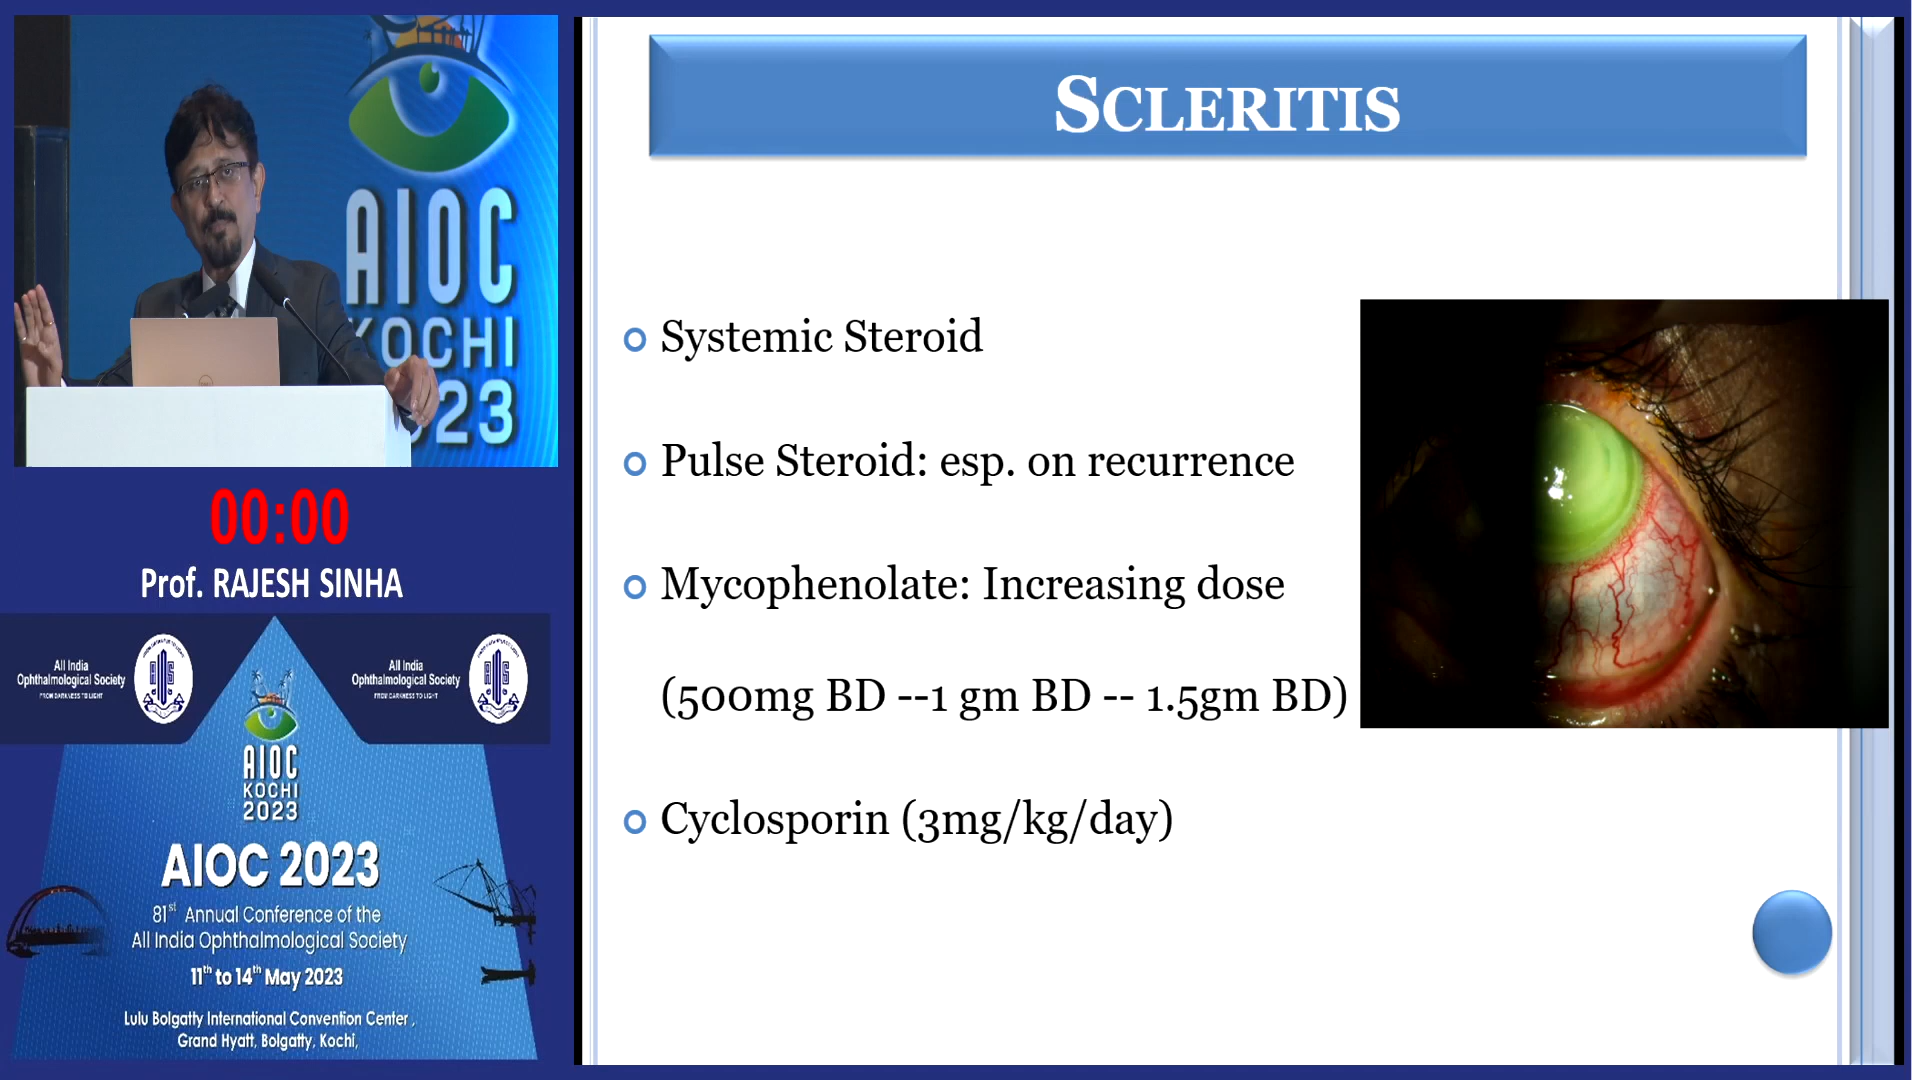 AIOC
KOCHI
23
00:00
Prof. RAJESH SINHA
All India
Ophthalmological Society
FROM DARKNESS TO LIGHT
All India
Ophthalmological Society
FROM DARKNESS TO LIGHT
AIOC
KOCHI
2023
AIOC 2023
81st Annual Conference of the
All India Ophthalmological Society
11th to 14th May 2023
Lulu Bolgatty International Convention Center ,
Grand Hyatt, Bolgatty, Kochi,
SCLERITIS
Systemic Steroid
Pulse Steroid: esp. on recurrence
Mycophenolate: Increasing dose
(500mg BD --1 gm BD -- 1.5gm BD)
Cyclosporin (3mg/kg/day)